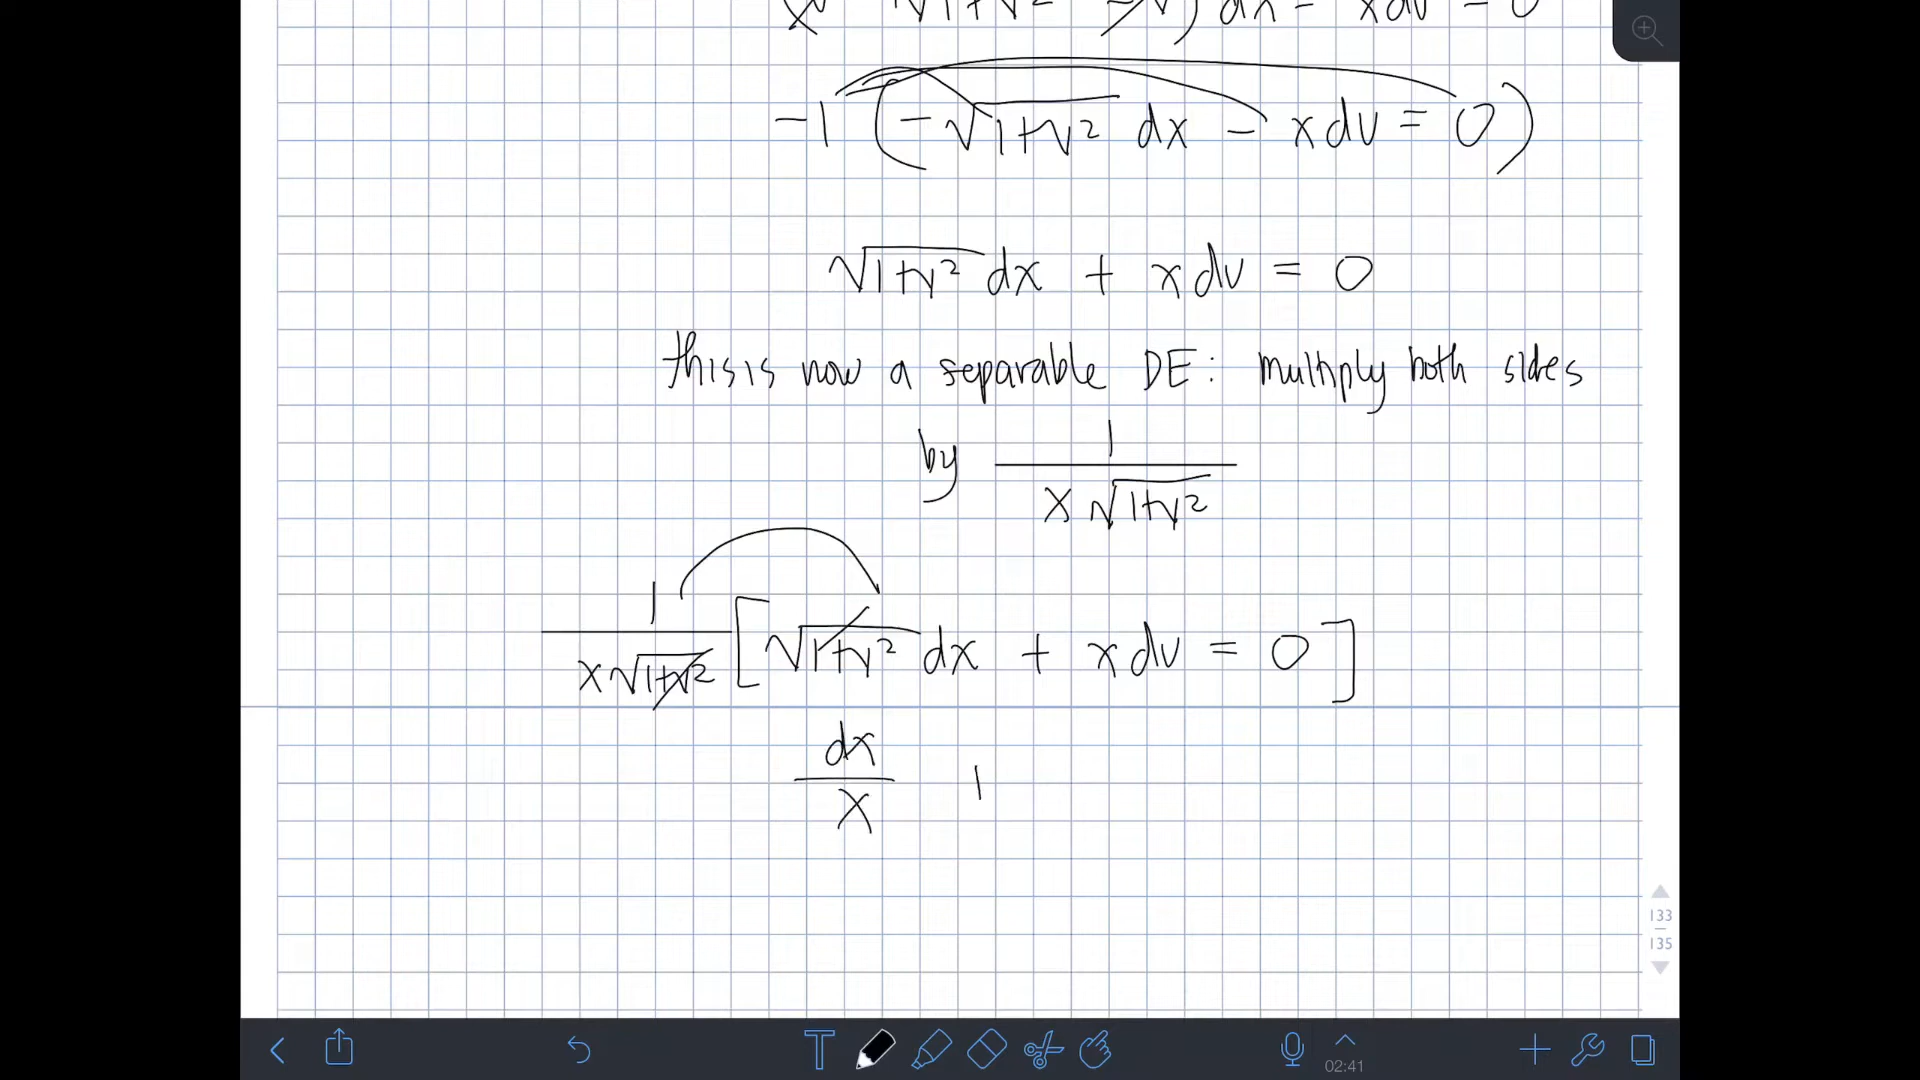 -1 (-√(1+v²) dx - x dv = 0)
√(1+v²) dx + x dv = 0
this is now a separable DE: multiply both sides
by 1/(x√(1+v²))
1/(x√(1+v²)) [√(1+v²) dx + x dv = 0]
dx/x
133
135
T
02:41